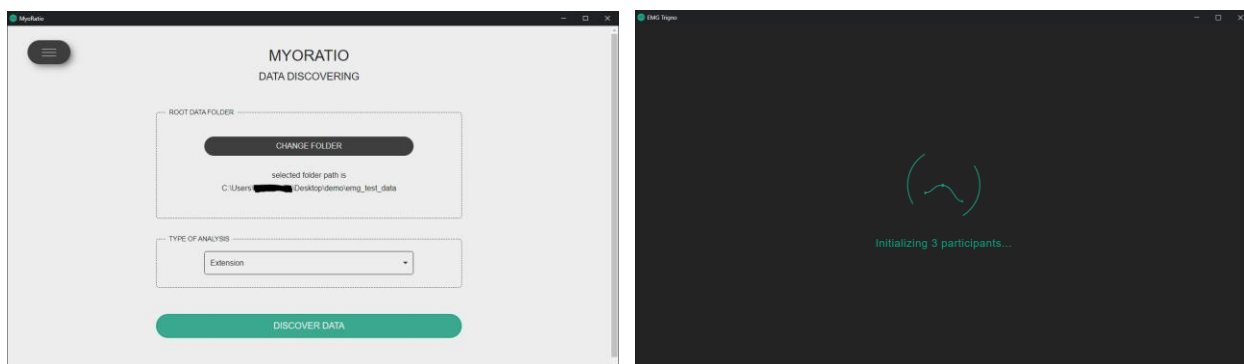 MyoRatio
MYORATIO
DATA DISCOVERING
ROOT DATA FOLDER
CHANGE FOLDER
selected folder path is
C:\Users\ \Desktop\demo\emg_test_data
TYPE OF ANALYSIS
Extension
DISCOVER DATA
EMG Trigno
Initializing 3 participants...